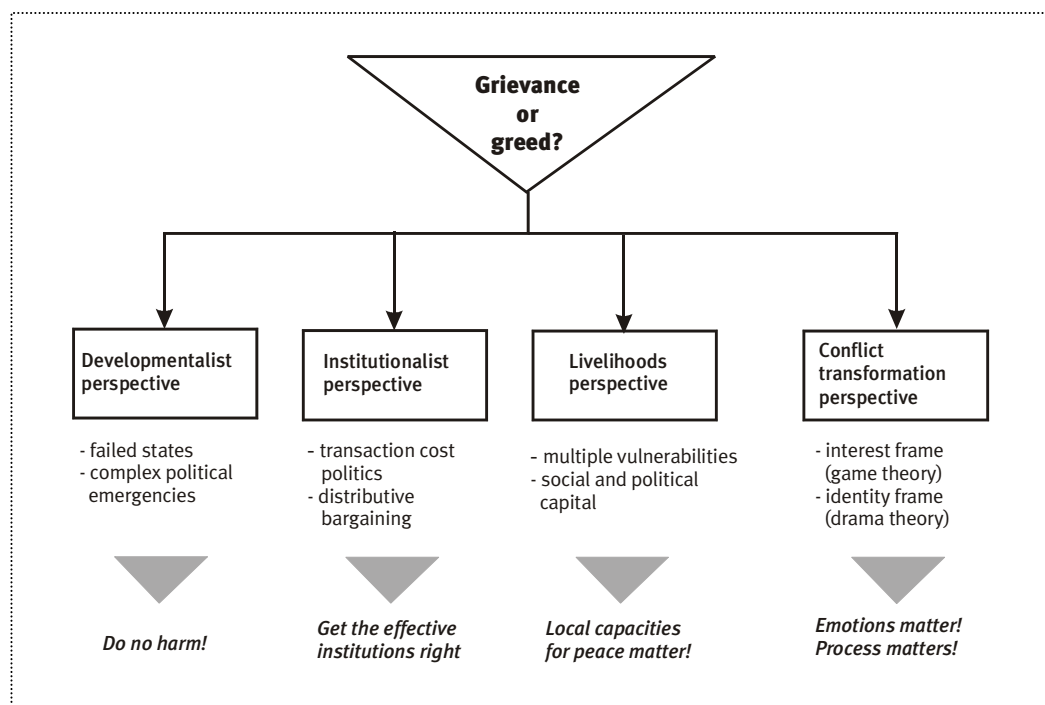 Grievance
or
greed?
Developmentalist
perspective
- failed states
- complex political
emergencies
Do no harm!
Institutionalist
perspective
- transaction cost
politics
- distributive
bargaining
Get the effective
institutions right
Livelihoods
perspective
- multiple vulnerabilities
- social and political
capital
Local capacities
for peace matter!
Conflict
transformation
perspective
- interest frame
(game theory)
- identity frame
(drama theory)
Emotions matter!
Process matters!